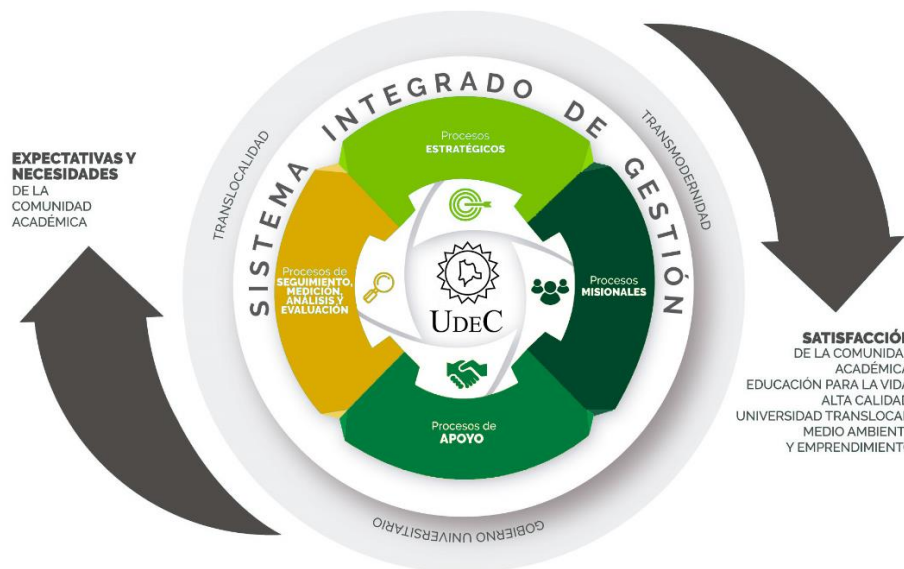 SISTEMA INTEGRADO DE GESTIÓN
TRANSLOCALIDAD
TRANSMODERNIDAD
GOBIERNO UNIVERSITARIO
EXPECTATIVAS Y
NECESIDADES
DE LA
COMUNIDAD
ACADÉMICA
Procesos
ESTRATÉGICOS
Procesos de
SEGUIMIENTO,
MEDICIÓN,
ANÁLISIS Y
EVALUACIÓN
UDEC
Procesos
MISIONALES
Procesos de
APOYO
SATISFACCIÓN
DE LA COMUNIDA
ACADÉMICA
EDUCACIÓN PARA LA VIDA
ALTA CALIDAD
UNIVERSIDAD TRANSLOCAL
MEDIO AMBIENT
Y EMPRENDIMIENTO